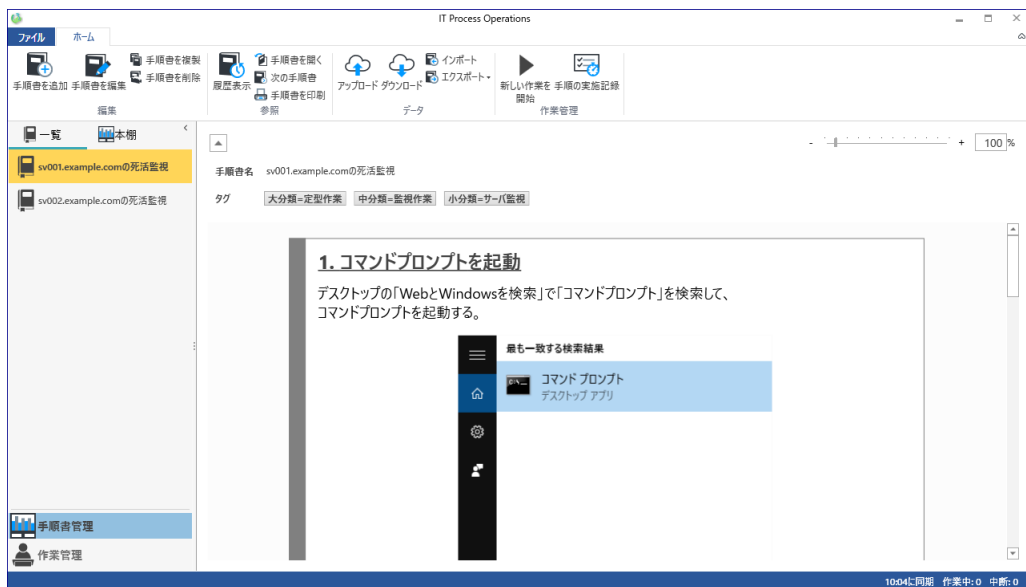 IT Process Operations
ファイル ホーム
手順書を追加 手順書を編集 手順書を複製 手順書を削除
編集
履歴表示 手順書を開く 次の手順書 手順書を印刷
参照
アップロード ダウンロード インポート エクスポート
データ
新しい作業を開始 手順の実施記録
作業管理
一覧 本棚
sv001.example.comの死活監視
sv002.example.comの死活監視
- + 100 %
手順書名 sv001.example.comの死活監視
タグ 大分類=定型作業 中分類=監視作業 小分類=サーバ監視
1. コマンドプロンプトを起動
デスクトップの「WebとWindowsを検索」で「コマンドプロンプト」を検索して、
コマンドプロンプトを起動する。
最も一致する検索結果
コマンド プロンプト
デスクトップ アプリ
手順書管理
作業管理
10:04に同期 作業中: 0 中断: 0